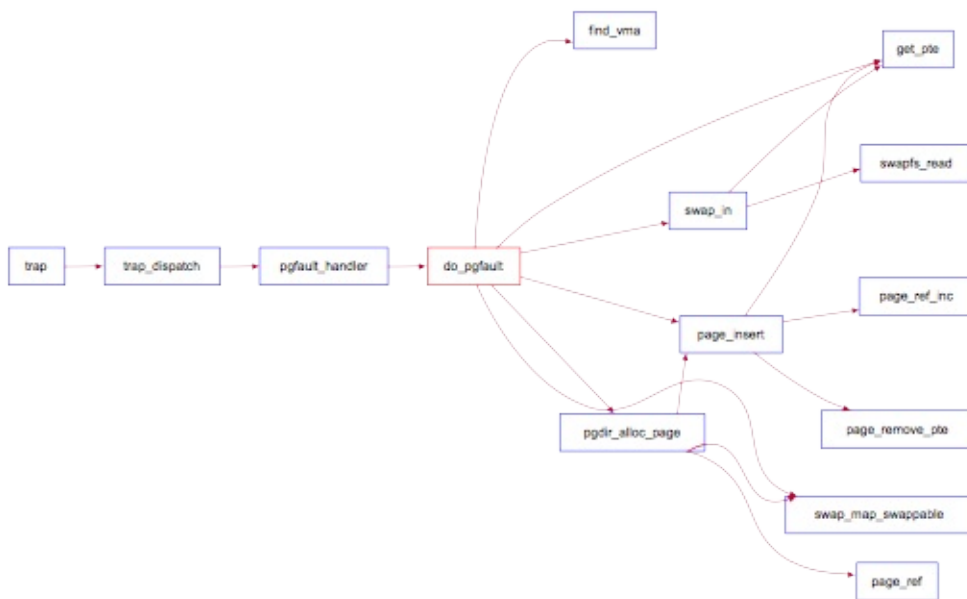 find_vma
get_pte
swapfs_read
swap_in
trap
trap_dispatch
pgfault_handler
do_pgfault
page_ref_inc
page_insert
page_remove_pte
pgdir_alloc_page
swap_map_swappable
page_ref